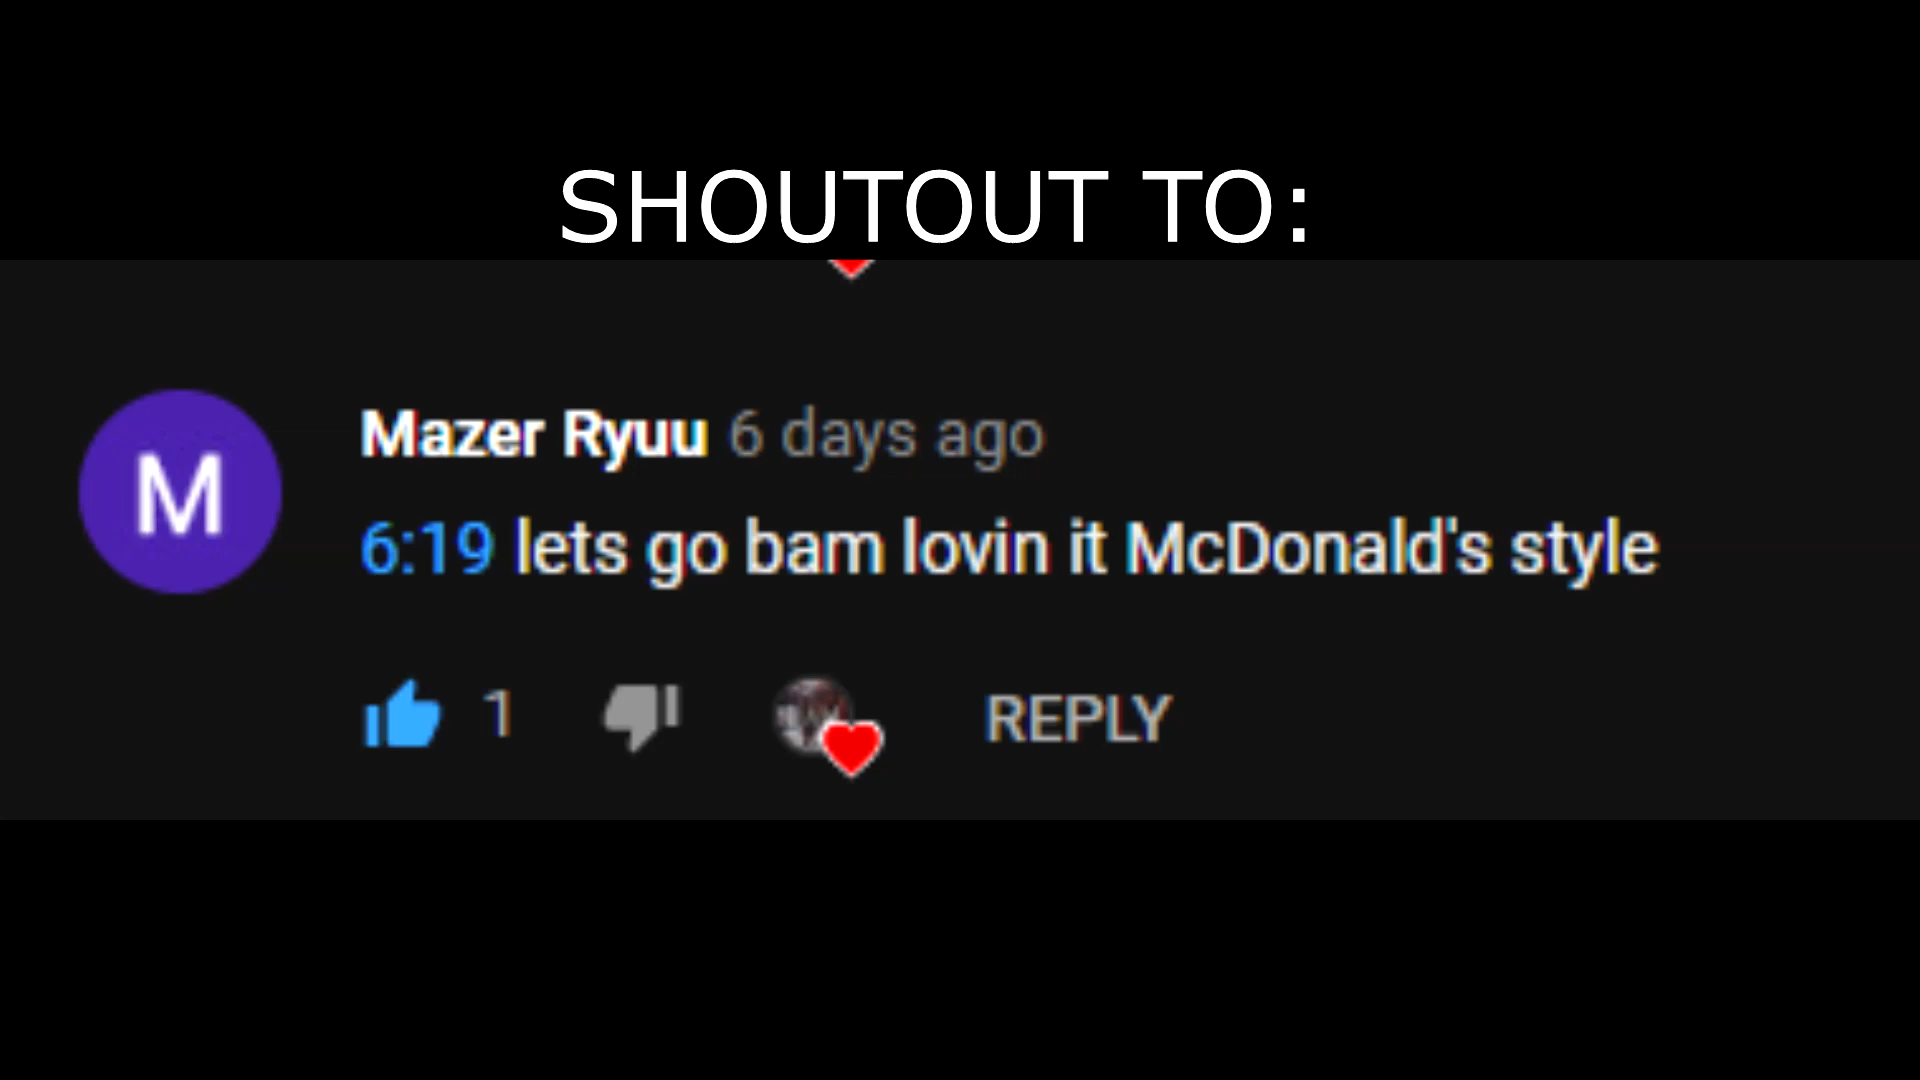 SHOUTOUT TO:
M
Mazer Ryuu 6 days ago
6:19 lets go bam lovin it McDonald's style
1 REPLY